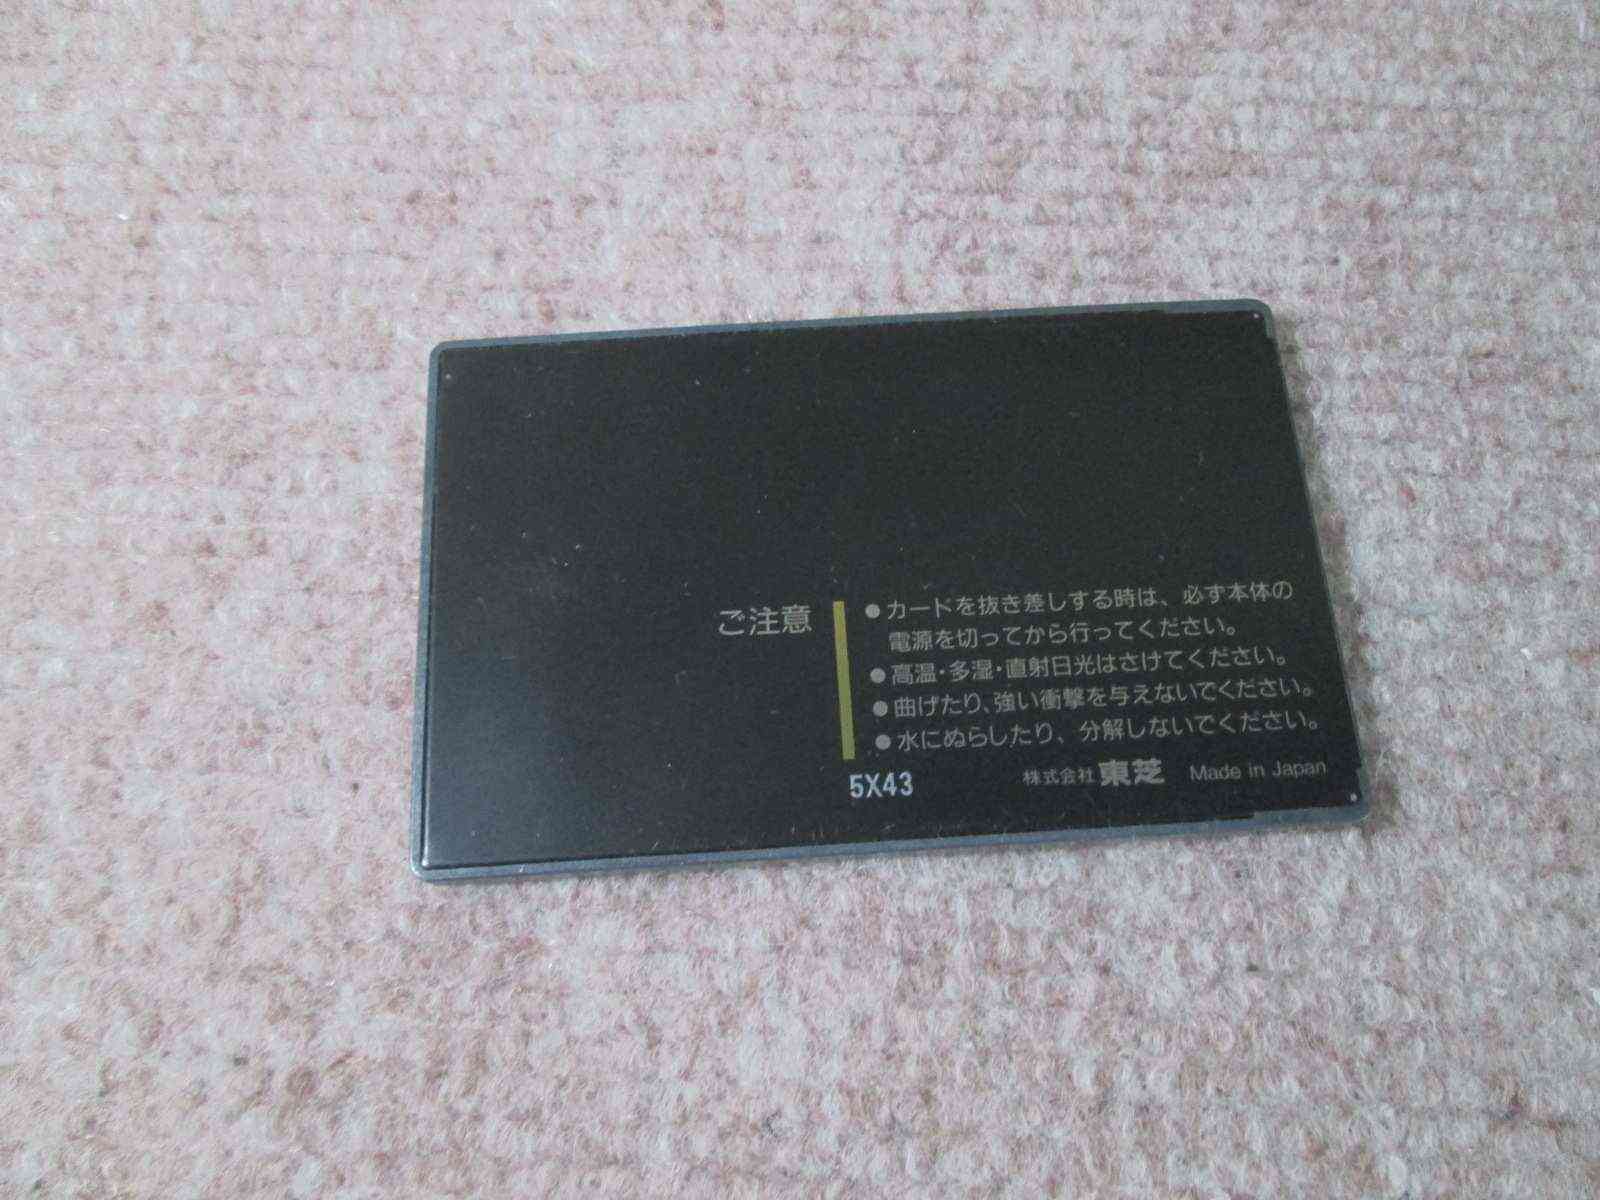 ご注意
●カードを抜き差しする時は、必ず本体の
電源を切ってから行ってください。
●高温・多湿・直射日光はさけてください。
●曲げたり、強い衝撃を与えないでください。
●水にぬらしたり、分解しないでください。
5X43 株式会社 東芝 Made in Japan